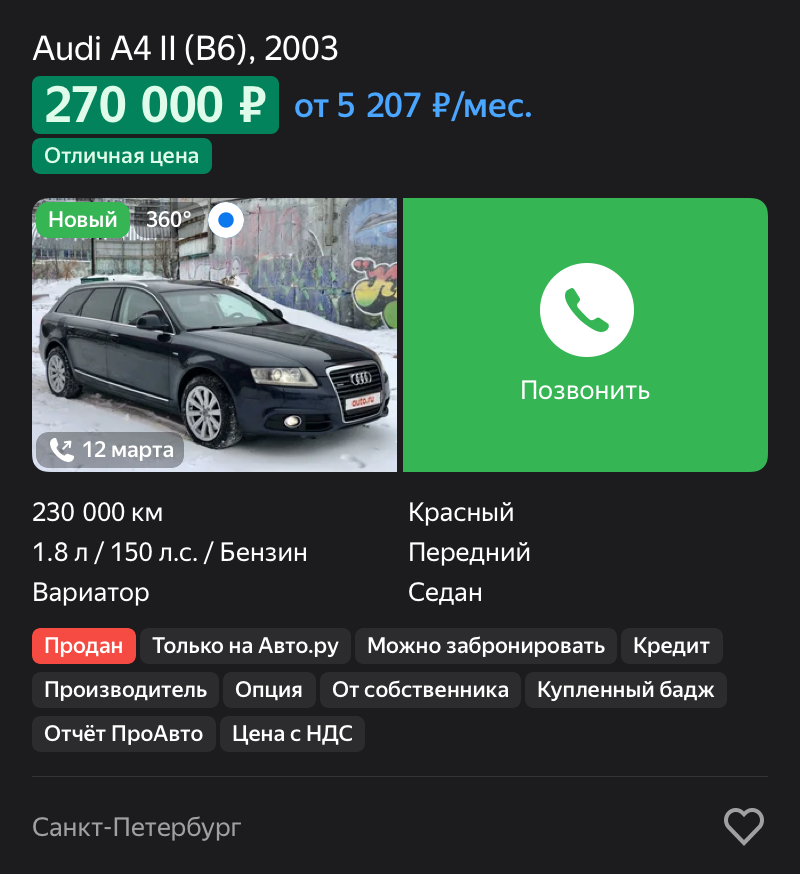 Audi A4 II (B6), 2003
270 000 ₽ от 5 207 ₽/мес.
Отличная цена
Новый 360°
auto.ru
12 марта
Позвонить
230 000 км
Красный
1.8 л / 150 л.с. / Бензин
Передний
Вариатор
Седан
Продан Только на Авто.ру Можно забронировать Кредит
Производитель Опция От собственника Купленный бадж
Отчёт ПроАвто Цена с НДС
Санкт-Петербург